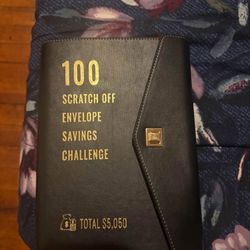 100
SCRATCH OFF
ENVELOPE
SAVINGS
CHALLENGE
TOTAL $5,050